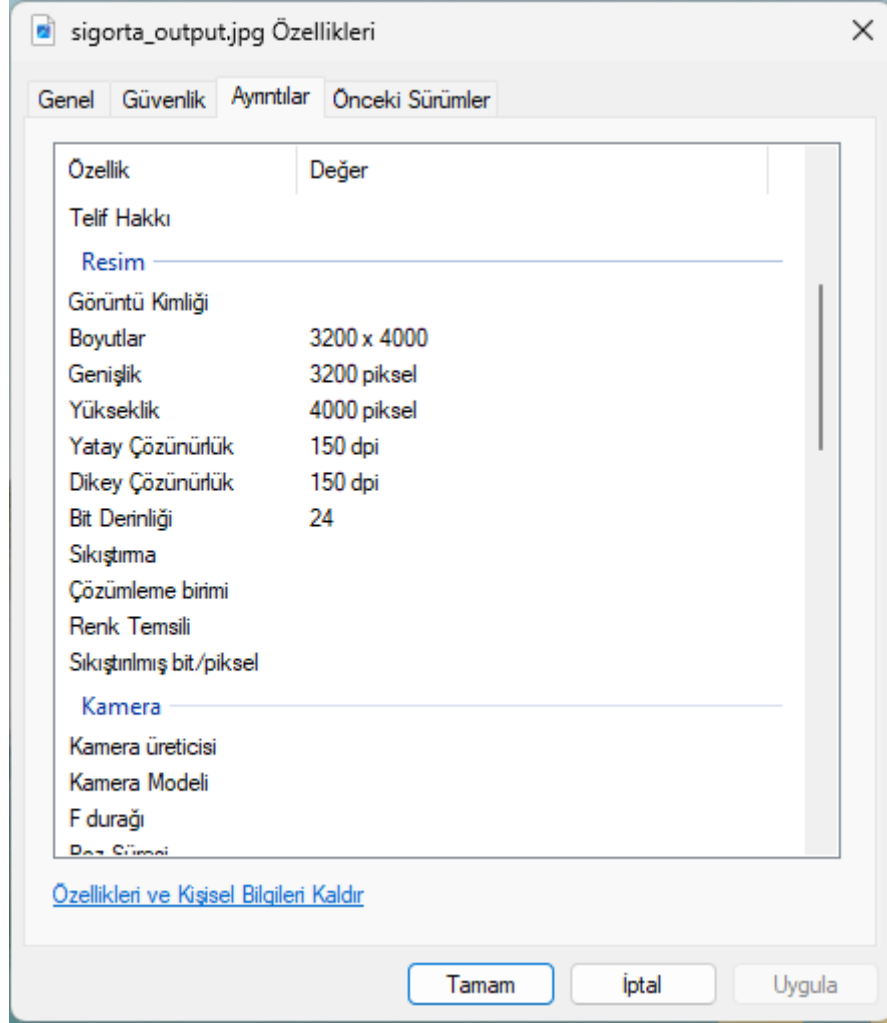 sigorta_output.jpg Özellikleri
Genel Güvenlik Ayrıntılar Önceki Sürümler
Özellik Değer
Telif Hakkı
Resim
Görüntü Kimliği
Boyutlar 3200 x 4000
Genişlik 3200 piksel
Yükseklik 4000 piksel
Yatay Çözünürlük 150 dpi
Dikey Çözünürlük 150 dpi
Bit Derinliği 24
Sıkıştırma
Çözümleme birimi
Renk Temsili
Sıkıştırılmış bit/piksel
Kamera
Kamera üreticisi
Kamera Modeli
F durağı
Poz Süresi
Özellikleri ve Kişisel Bilgileri Kaldır
Tamam İptal Uygula